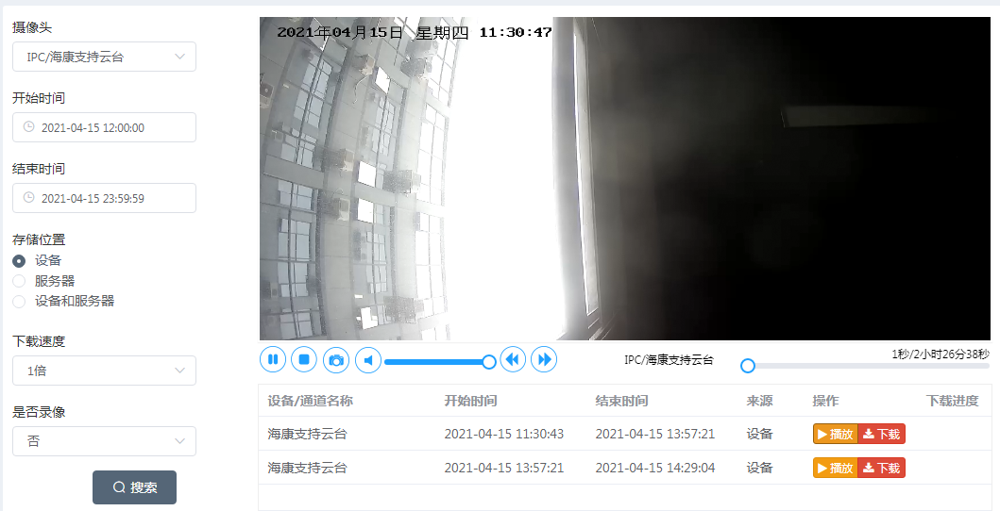 摄像头
IPC/海康支持云台
开始时间
2021-04-15 12:00:00
结束时间
2021-04-15 23:59:59
存储位置
设备
服务器
设备和服务器
下载速度
1倍
是否录像
否
搜索
2021年04月15日 星期四 11:30:47
IPC/海康支持云台 1秒/2小时26分38秒
设备/通道名称 开始时间 结束时间 来源 操作 下载进度
海康支持云台 2021-04-15 11:30:43 2021-04-15 13:57:21 设备 播放 下载
海康支持云台 2021-04-15 13:57:21 2021-04-15 14:29:04 设备 播放 下载